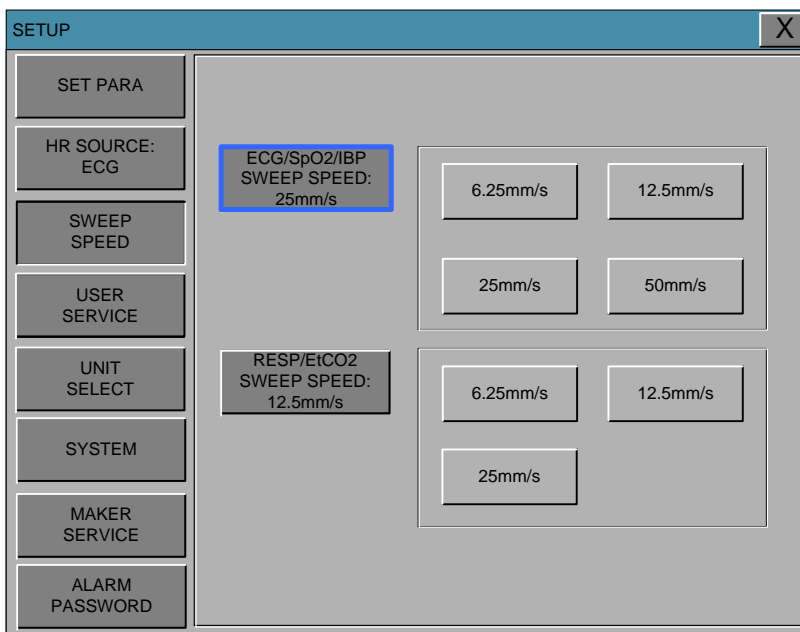 SETUP
X
SET PARA
HR SOURCE:
ECG
SWEEP
SPEED
USER
SERVICE
UNIT
SELECT
SYSTEM
MAKER
SERVICE
ALARM
PASSWORD
ECG/SpO2/IBP
SWEEP SPEED:
25mm/s
6.25mm/s
12.5mm/s
25mm/s
50mm/s
RESP/EtCO2
SWEEP SPEED:
12.5mm/s
6.25mm/s
12.5mm/s
25mm/s